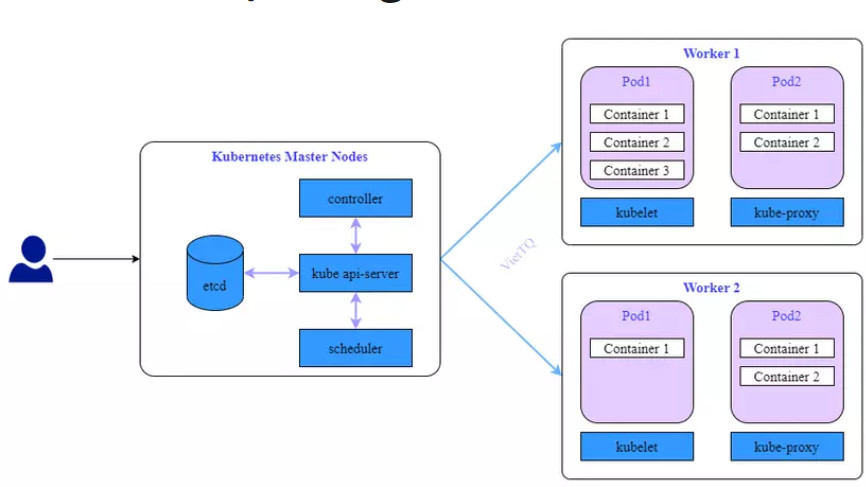 Kubernetes Master Nodes
controller
etcd
kube api-server
scheduler
VietTQ
Worker 1
Pod1
Container 1
Container 2
Container 3
Pod2
Container 1
Container 2
kubelet
kube-proxy
Worker 2
Pod1
Container 1
Pod2
Container 1
Container 2
kubelet
kube-proxy